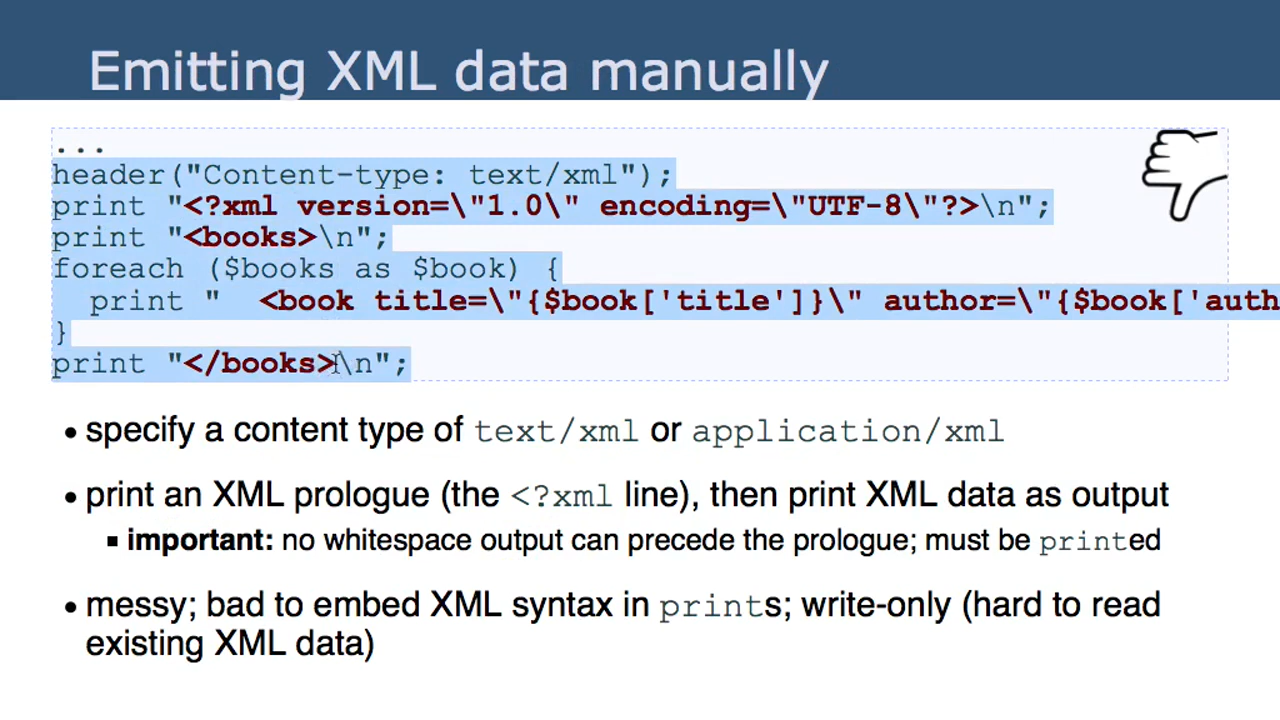 Emitting XML data manually
...
header("Content-type: text/xml");
print "<?xml version=\"1.0\" encoding=\"UTF-8\"?>\n";
print "<books>\n";
foreach ($books as $book) {
  print "  <book title=\"{$book['title']}\" author=\"{$book['auth
}
print "</books>\n";
• specify a content type of text/xml or application/xml
• print an XML prologue (the <?xml line), then print XML data as output
▪ important: no whitespace output can precede the prologue; must be printed
• messy; bad to embed XML syntax in prints; write-only (hard to read
existing XML data)